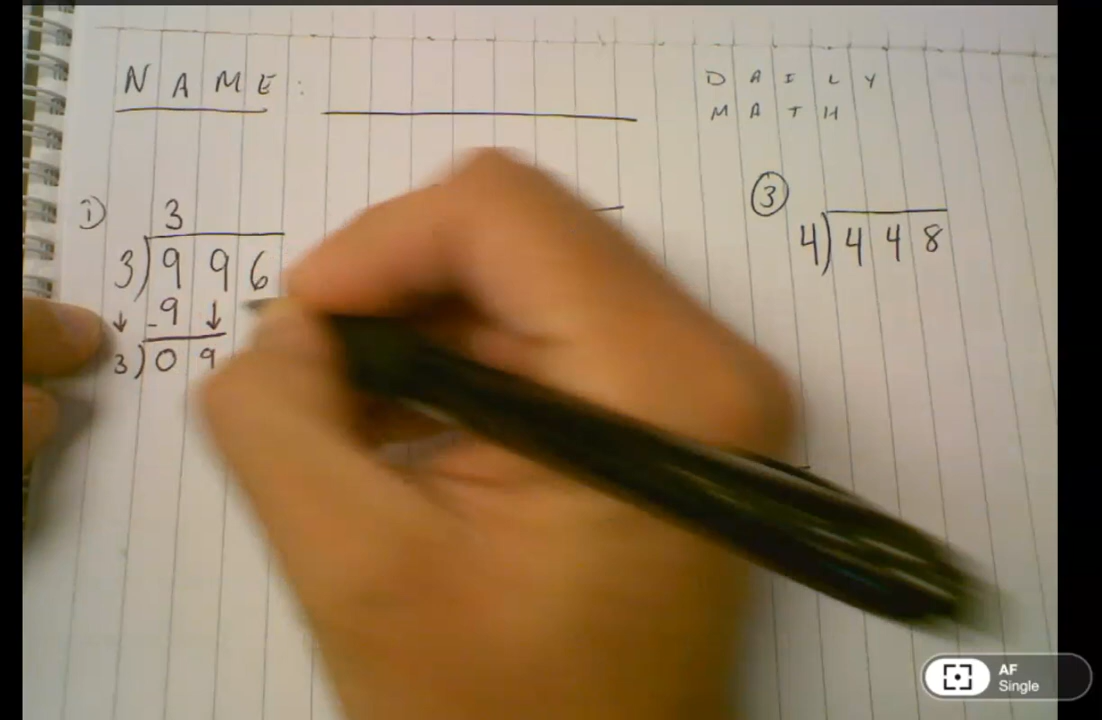 NAME:
DAILY
MATH
1)
3
3)996
-9
3)09
3
4)448
AF
Single